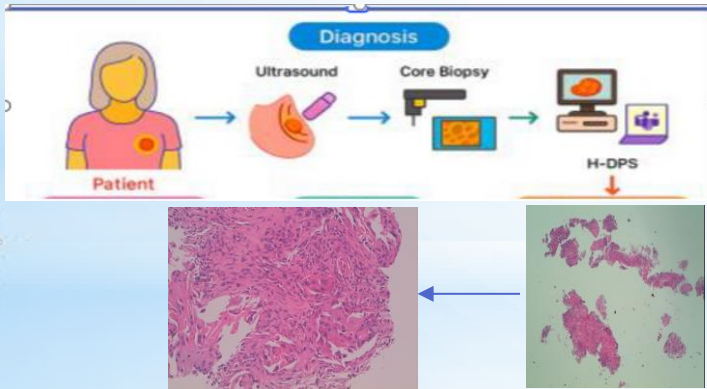 Diagnosis
Ultrasound
Core Biopsy
Patient
H-DPS